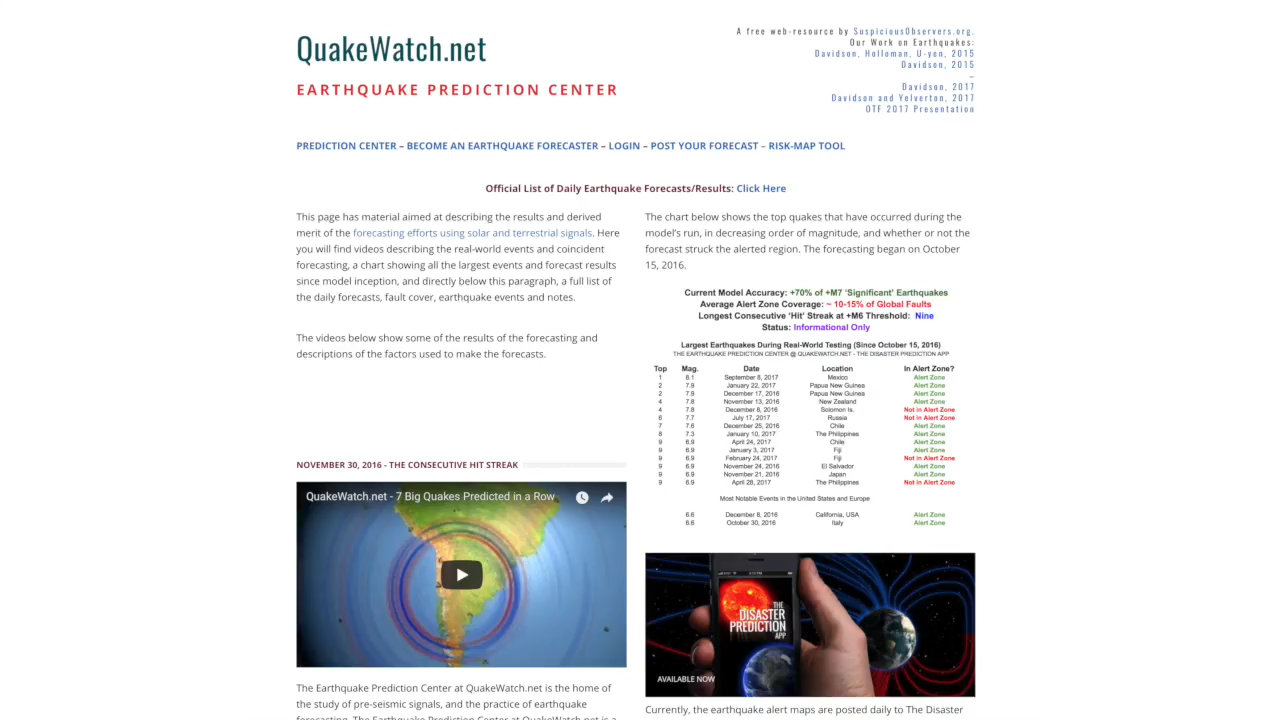 QuakeWatch.net
EARTHQUAKE PREDICTION CENTER
A free web-resource by SuspiciousObservers.org.
Our Work on Earthquakes:
Davidson, Holloman, U-yen, 2015
Davidson, 2015
–
Davidson, 2017
Davidson and Yelverton, 2017
OTF 2017 Presentation
PREDICTION CENTER – BECOME AN EARTHQUAKE FORECASTER – LOGIN – POST YOUR FORECAST – RISK-MAP TOOL
Official List of Daily Earthquake Forecasts/Results: Click Here
This page has material aimed at describing the results and derived
merit of the forecasting efforts using solar and terrestrial signals. Here
you will find videos describing the real-world events and coincident
forecasting, a chart showing all the largest events and forecast results
since model inception, and directly below this paragraph, a full list of
the daily forecasts, fault cover, earthquake events and notes.
The videos below show some of the results of the forecasting and
descriptions of the factors used to make the forecasts.
NOVEMBER 30, 2016 - THE CONSECUTIVE HIT STREAK
QuakeWatch.net - 7 Big Quakes Predicted in a Row
The Earthquake Prediction Center at QuakeWatch.net is the home of
the study of pre-seismic signals, and the practice of earthquake
forecasting. The Earthquake Prediction Center at QuakeWatch.net is a
The chart below shows the top quakes that have occurred during the
model's run, in decreasing order of magnitude, and whether or not the
forecast struck the alerted region. The forecasting began on October
15, 2016.
Current Model Accuracy: +70% of +M7 'Significant' Earthquakes
Average Alert Zone Coverage: ~ 10-15% of Global Faults
Longest Consecutive 'Hit' Streak at +M6 Threshold: Nine
Status: Informational Only
Largest Earthquakes During Real-World Testing (Since October 15, 2016)
THE EARTHQUAKE PREDICTION CENTER @ QUAKEWATCH.NET - THE DISASTER PREDICTION APP
Top Mag. Date Location In Alert Zone?
1 8.1 September 8, 2017 Mexico Alert Zone
2 7.9 January 22, 2017 Papua New Guinea Alert Zone
2 7.9 December 17, 2016 Papua New Guinea Alert Zone
4 7.8 November 13, 2016 New Zealand Alert Zone
4 7.8 December 8, 2016 Solomon Is. Not in Alert Zone
6 7.7 July 17, 2017 Russia Not in Alert Zone
7 7.6 December 25, 2016 Chile Alert Zone
8 7.3 January 10, 2017 The Philippines Alert Zone
9 6.9 April 24, 2017 Chile Alert Zone
9 6.9 January 3, 2017 Fiji Alert Zone
9 6.9 February 24, 2017 Fiji Not in Alert Zone
9 6.9 November 24, 2016 El Salvador Alert Zone
9 6.9 November 21, 2016 Japan Alert Zone
9 6.9 April 28, 2017 The Philippines Not in Alert Zone
Most Notable Events in the United States and Europe
6.6 December 8, 2016 California, USA Alert Zone
6.6 October 30, 2016 Italy Alert Zone
THE
DISASTER
PREDICTION
APP
AVAILABLE NOW
Currently, the earthquake alert maps are posted daily to The Disaster